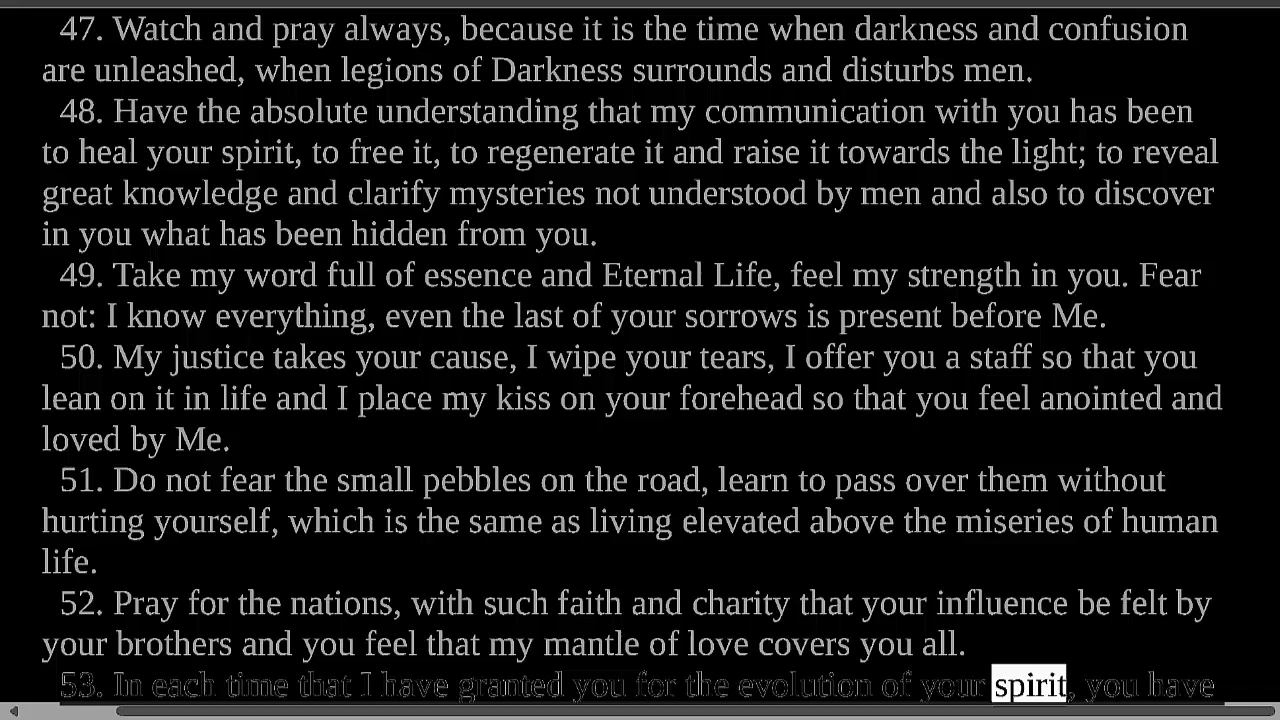 47. Watch and pray always, because it is the time when darkness and confusion
are unleashed, when legions of Darkness surrounds and disturbs men.
48. Have the absolute understanding that my communication with you has been
to heal your spirit, to free it, to regenerate it and raise it towards the light; to reveal
great knowledge and clarify mysteries not understood by men and also to discover
in you what has been hidden from you.
49. Take my word full of essence and Eternal Life, feel my strength in you. Fear
not: I know everything, even the last of your sorrows is present before Me.
50. My justice takes your cause, I wipe your tears, I offer you a staff so that you
lean on it in life and I place my kiss on your forehead so that you feel anointed and
loved by Me.
51. Do not fear the small pebbles on the road, learn to pass over them without
hurting yourself, which is the same as living elevated above the miseries of human
life.
52. Pray for the nations, with such faith and charity that your influence be felt by
your brothers and you feel that my mantle of love covers you all.
53. In each time that I have granted you for the evolution of your spirit, you have